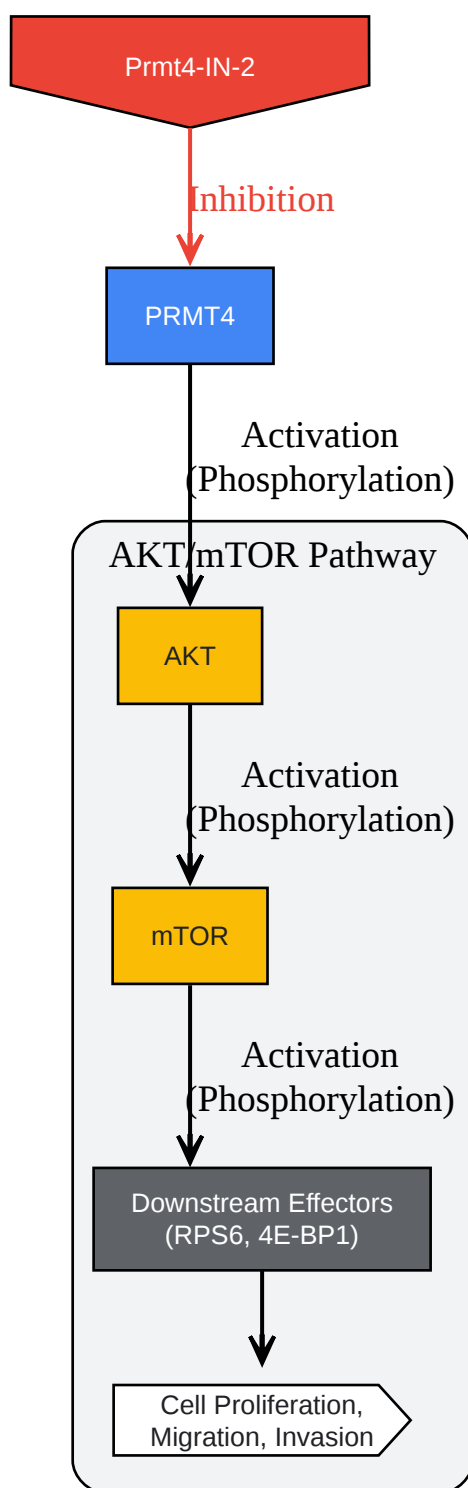 Prmt4-IN-2
Inhibition
PRMT4
Activation
(Phosphorylation)
AKT/mTOR Pathway
AKT
Activation
(Phosphorylation)
mTOR
Activation
(Phosphorylation)
Downstream Effectors
(RPS6, 4E-BP1)
Cell Proliferation,
Migration, Invasion